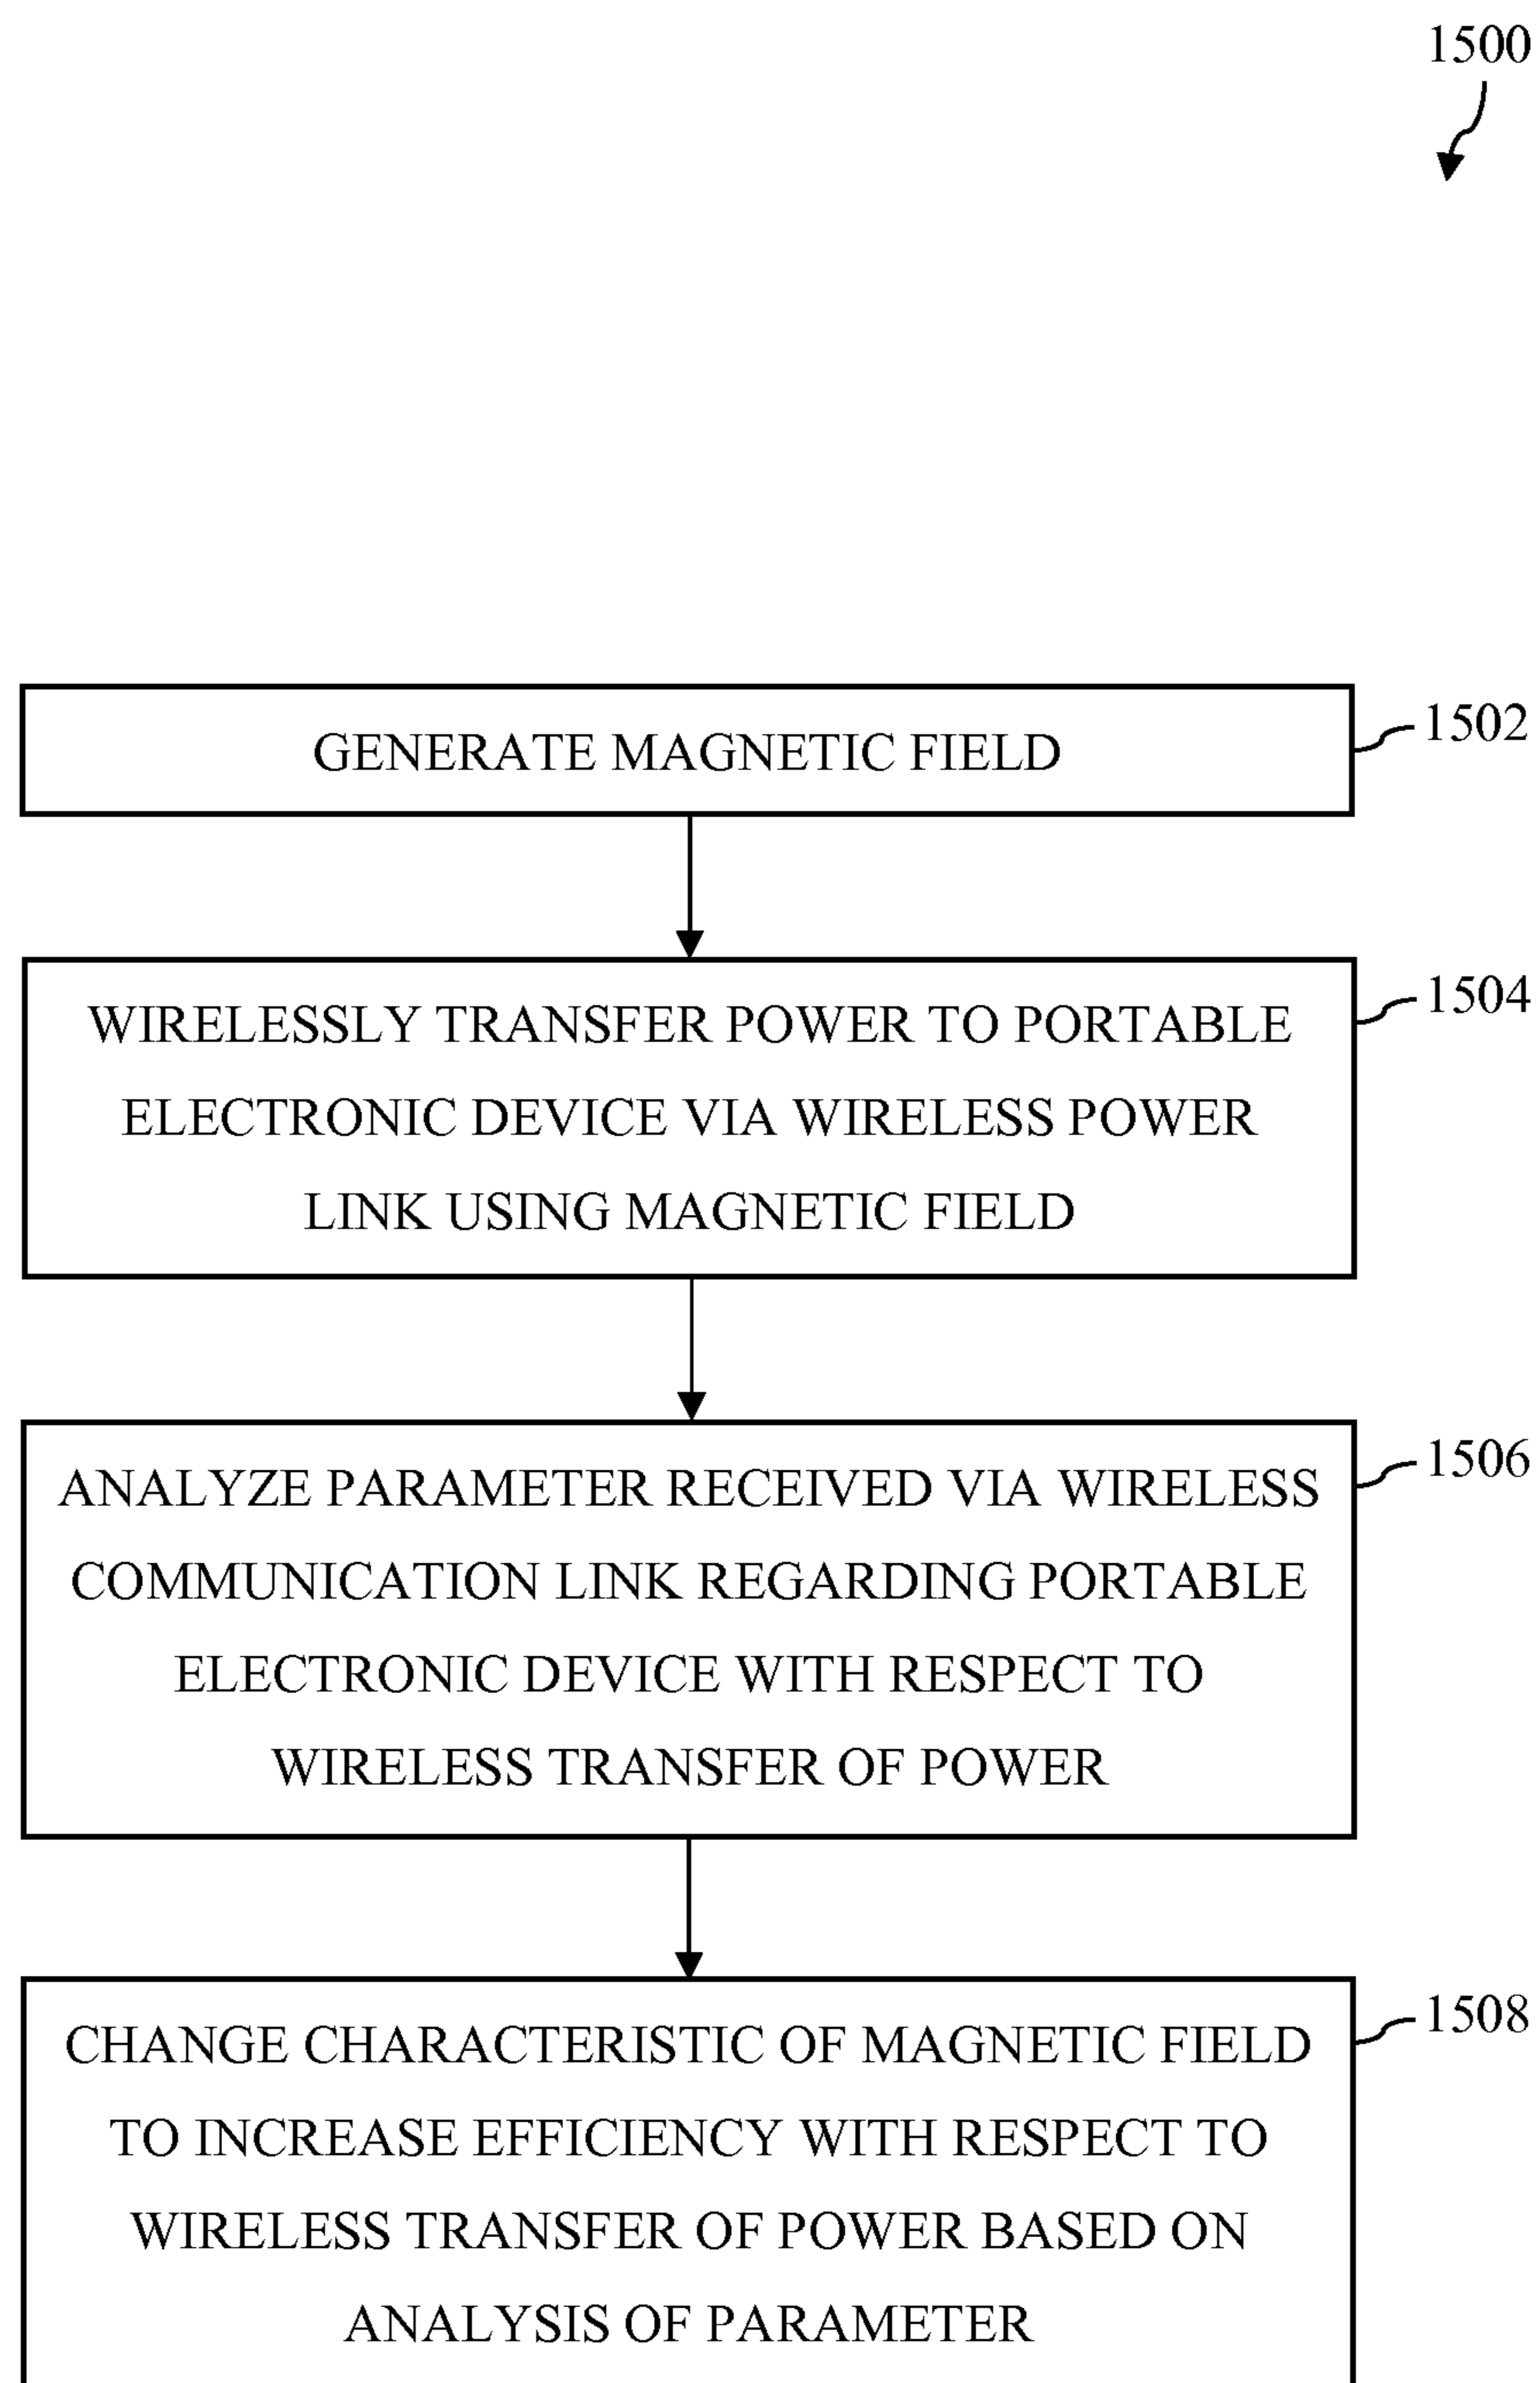 1500
GENERATE MAGNETIC FIELD
1502
WIRELESSLY TRANSFER POWER TO PORTABLE
ELECTRONIC DEVICE VIA WIRELESS POWER
LINK USING MAGNETIC FIELD
1504
ANALYZE PARAMETER RECEIVED VIA WIRELESS
COMMUNICATION LINK REGARDING PORTABLE
ELECTRONIC DEVICE WITH RESPECT TO
WIRELESS TRANSFER OF POWER
1506
CHANGE CHARACTERISTIC OF MAGNETIC FIELD
TO INCREASE EFFICIENCY WITH RESPECT TO
WIRELESS TRANSFER OF POWER BASED ON
ANALYSIS OF PARAMETER
1508